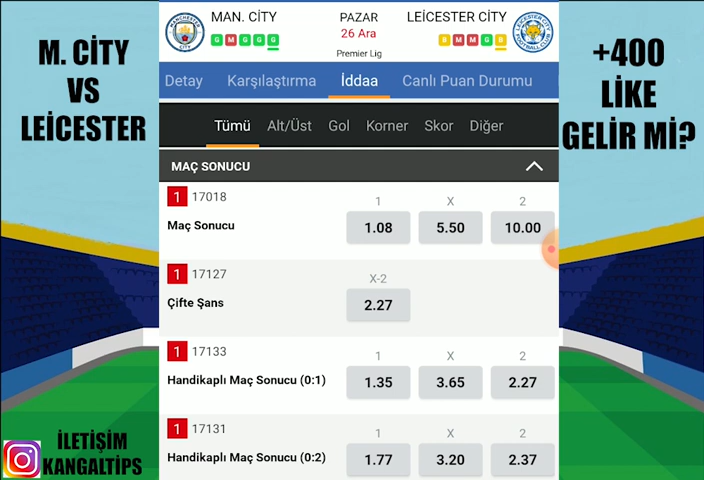 M. CİTY
VS
LEİCESTER
MAN. CİTY
G M G G G
PAZAR
26 Ara
Premier Lig
LEİCESTER CİTY
B M M G B
Detay Karşılaştırma İddaa Canlı Puan Durumu
Tümü Alt/Üst Gol Korner Skor Diğer
MAÇ SONUCU
1 17018
Maç Sonucu
1 X 2
1.08 5.50 10.00
1 17127
Çifte Şans
X-2
2.27
1 17133
Handikaplı Maç Sonucu (0:1)
1 X 2
1.35 3.65 2.27
1 17131
Handikaplı Maç Sonucu (0:2)
1 X 2
1.77 3.20 2.37
+400
LİKE
GELİR Mİ?
İLETİŞİM
KANGALTİPS